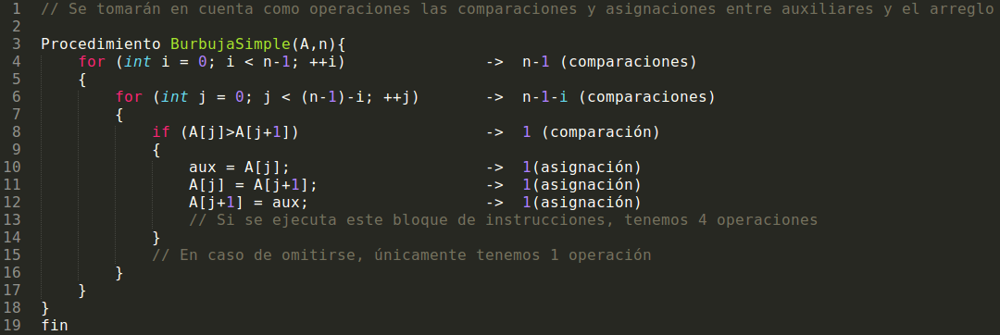 1 // Se tomarán en cuenta como operaciones las comparaciones y asignaciones entre auxiliares y el arreglo
2
3 Procedimiento BurbujaSimple(A,n){
4 for (int i = 0; i < n-1; ++i) -> n-1 (comparaciones)
5 {
6 for (int j = 0; j < (n-1)-i; ++j) -> n-1-i (comparaciones)
7 {
8 if (A[j]>A[j+1]) -> 1 (comparación)
9 {
10 aux = A[j]; -> 1(asignación)
11 A[j] = A[j+1]; -> 1(asignación)
12 A[j+1] = aux; -> 1(asignación)
13 // Si se ejecuta este bloque de instrucciones, tenemos 4 operaciones
14 }
15 // En caso de omitirse, únicamente tenemos 1 operación
16 }
17 }
18 }
19 fin